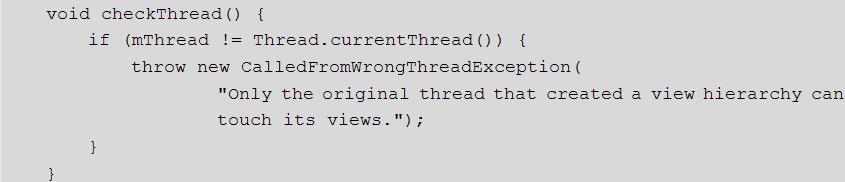 void checkThread() {
if (mThread != Thread.currentThread()) {
throw new CalledFromWrongThreadException(
"Only the original thread that created a view hierarchy can
touch its views.");
}
}